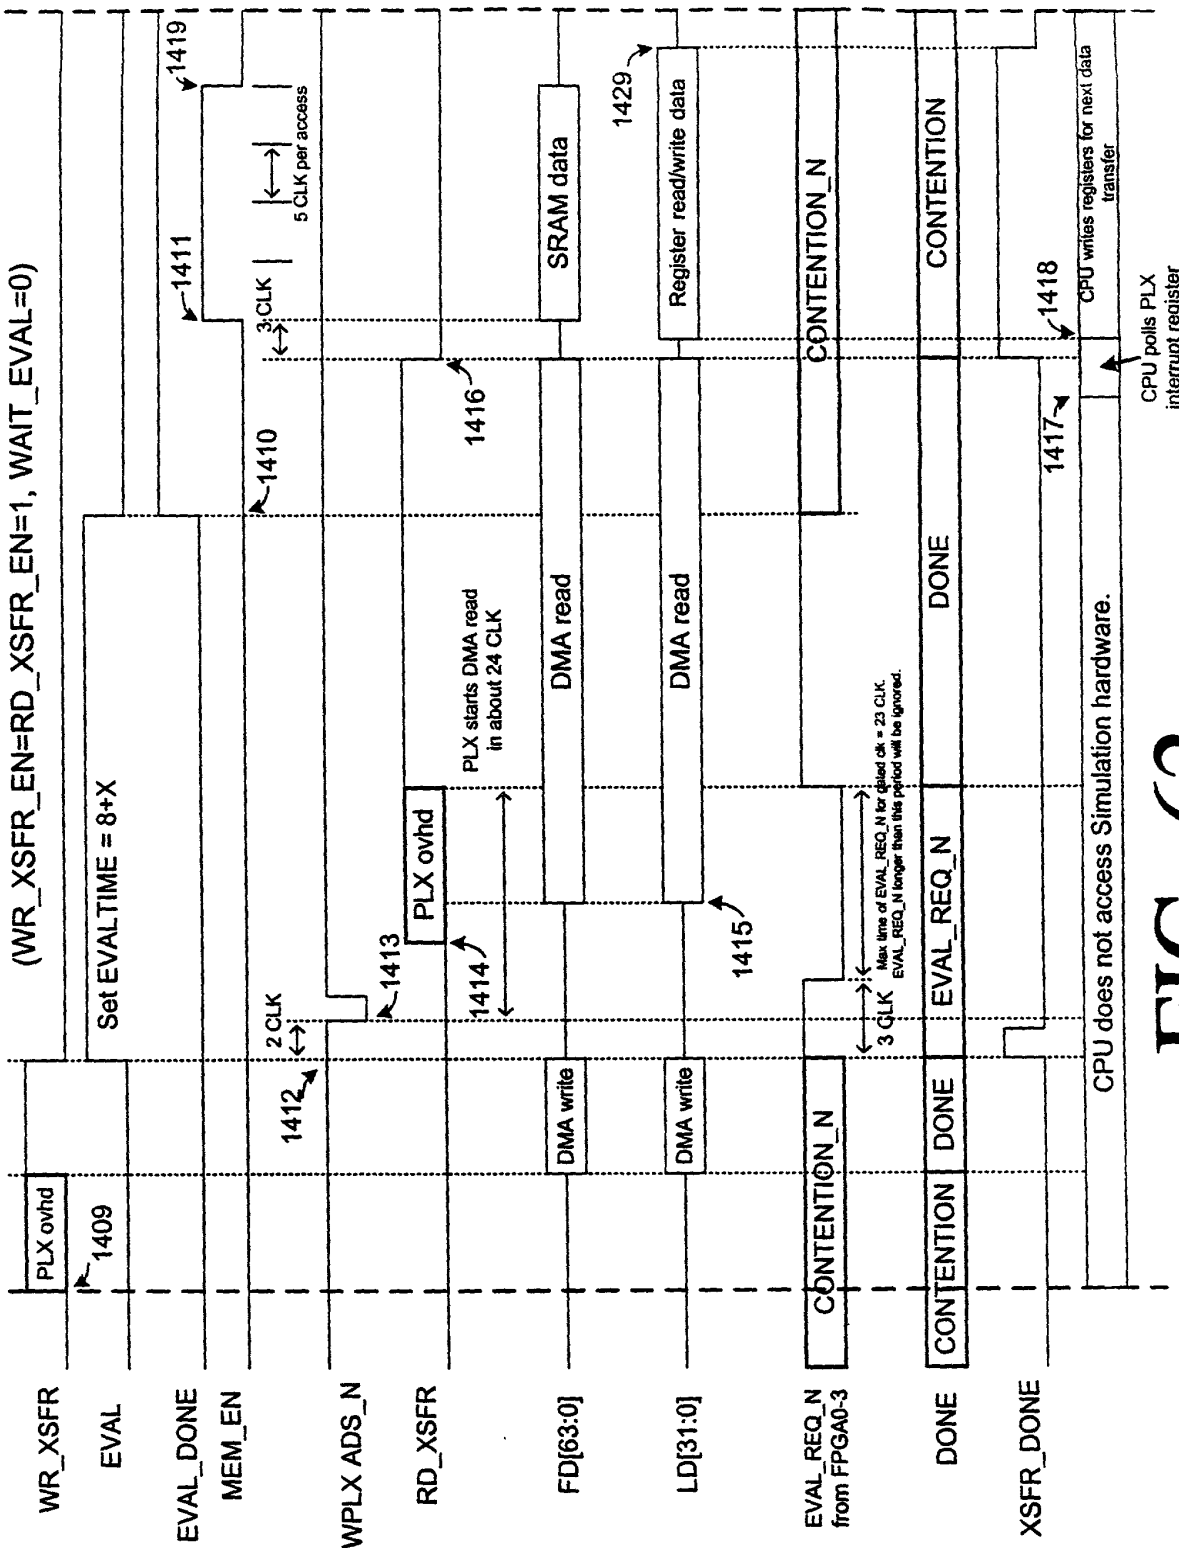 (WR_XSFR_EN=RD_XSFR_EN=1, WAIT_EVAL=0)
WR_XSFR
PLX ovhd
1409
EVAL
Set EVALTIME = 8+X
EVAL_DONE
1410
MEM_EN
1411
1419
3 CLK
5 CLK per access
WPLX ADS_N
1412
2 CLK
1413
RD_XSFR
1414
PLX ovhd
1416
PLX starts DMA read
in about 24 CLK
FD[63:0]
DMA write
DMA read
SRAM data
LD[31:0]
DMA write
1415
DMA read
Register read/write data
1429
EVAL_REQ_N
from FPGA0-3
CONTENTION_N
3 CLK
Max time of EVAL_REQ_N for gated clk = 23 CLK.
EVAL_REQ_N longer than this period will be ignored.
CONTENTION_N
DONE
CONTENTION
DONE
EVAL_REQ_N
DONE
CONTENTION
XSFR_DONE
1417
1418
CPU does not access Simulation hardware.
CPU writes registers for next data
transfer
CPU polls PLX
interrupt register